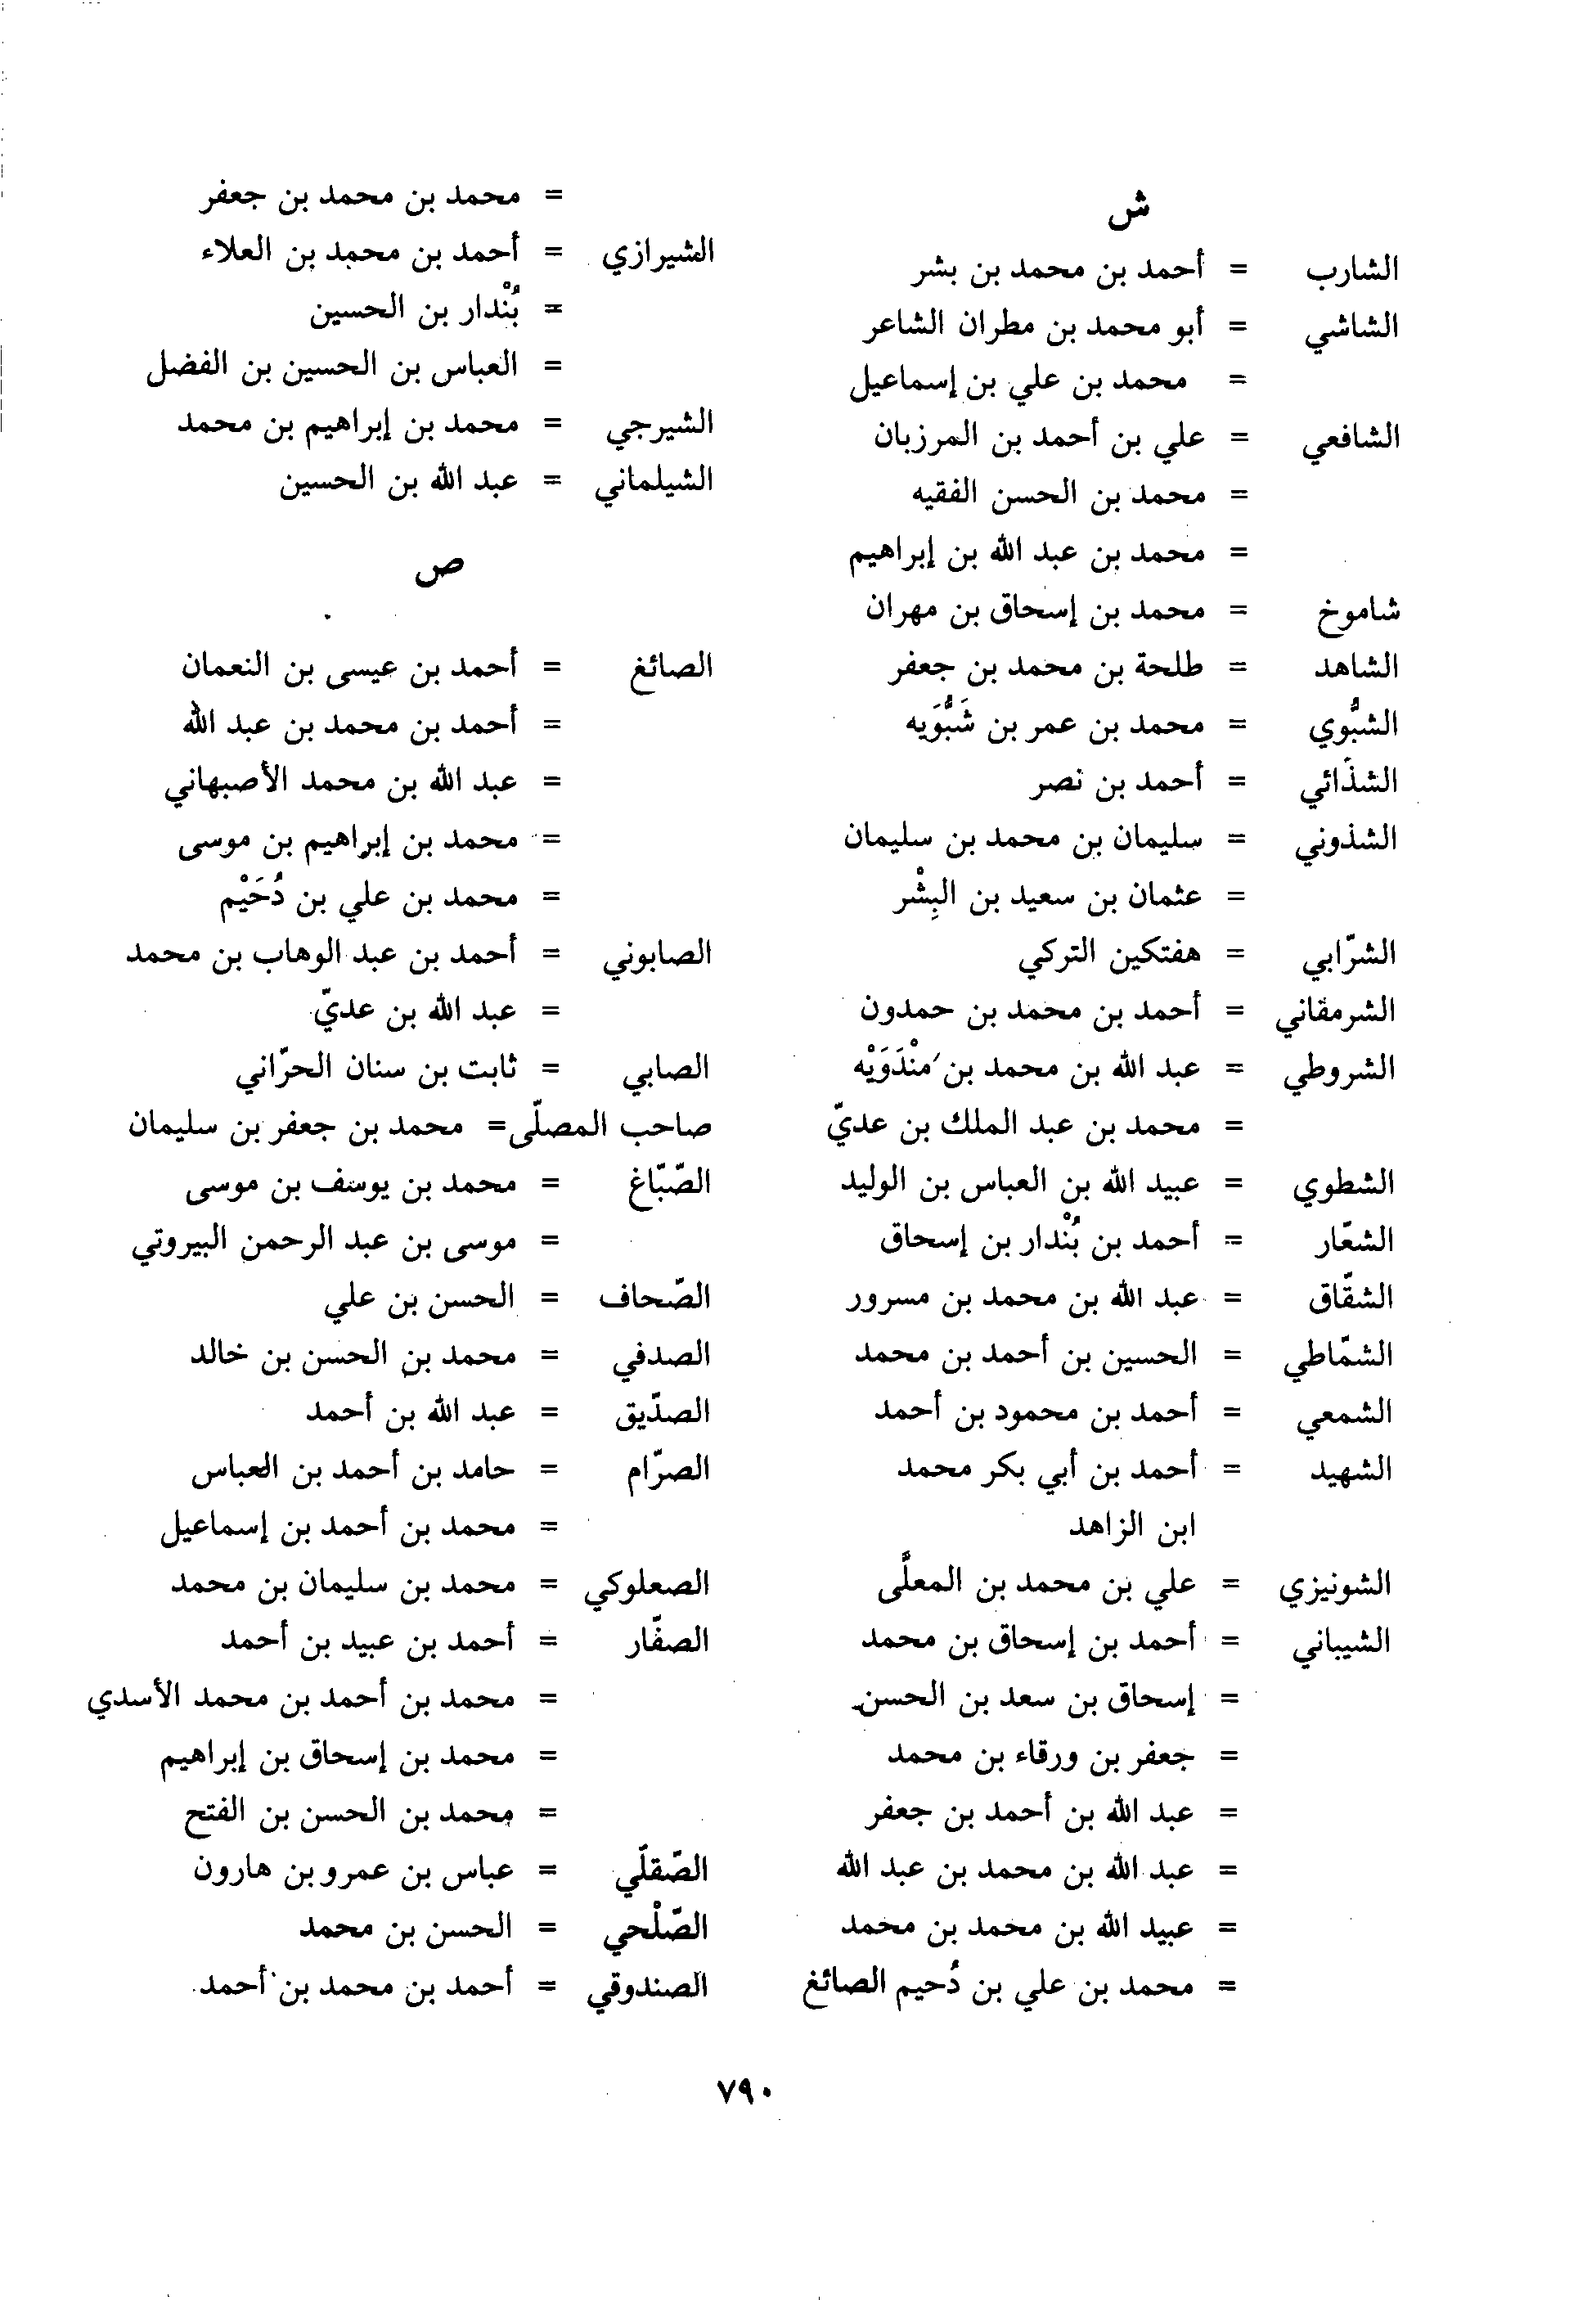 ش
الشارب = أحمد بن محمد بن بشر
الشاشي = أبو محمد بن مطران الشاعر
= محمد بن علي بن إسماعيل
الشافعي = علي بن أحمد بن المرزبان
= محمد بن الحسن الفقيه
= محمد بن عبد الله بن إبراهيم
شاموخ = محمد بن إسحاق بن مهران
الشاهد = طلحة بن محمد بن جعفر
الشبُّوي = محمد بن عمر بن شَبُّوَيه
الشذَائي = أحمد بن نصر
الشذوني = سليمان بن محمد بن سليمان
= عثمان بن سعيد بن البِشْر
الشرّابي = هفتكين التركي
الشرمقاني = أحمد بن محمد بن حمدون
الشروطي = عبد الله بن محمد بن مَنْدَوَيْه
= محمد بن عبد الملك بن عديّ
الشطوي = عبيد الله بن العباس بن الوليد
الشعّار = أحمد بن بُنْدار بن إسحاق
الشقّاق = عبد الله بن محمد بن مسرور
الشمّاطي = الحسين بن أحمد بن محمد
الشمعي = أحمد بن محمود بن أحمد
الشهيد = أحمد بن أبي بكر محمد
ابن الزاهد
الشونيزي = علي بن محمد بن المعلَّى
الشيباني = أحمد بن إسحاق بن محمد
= إسحاق بن سعد بن الحسن
= جعفر بن ورقاء بن محمد
= عبد الله بن أحمد بن جعفر
= عبد الله بن محمد بن عبد الله
= عبيد الله بن محمد بن محمد
= محمد بن علي بن دُحيم الصائغ
= محمد بن محمد بن جعفر
الشيرازي = أحمد بن محمد بن العلاء
= بُنْدار بن الحسين
= العباس بن الحسين بن الفضل
الشيرجي = محمد بن إبراهيم بن محمد
الشيلماني = عبد الله بن الحسين
ص
الصائغ = أحمد بن عيسى بن النعمان
= أحمد بن محمد بن عبد الله
= عبد الله بن محمد الأصبهاني
= محمد بن إبراهيم بن موسى
= محمد بن علي بن دُحَيْم
الصابوني = أحمد بن عبد الوهاب بن محمد
= عبد الله بن عديّ
الصابي = ثابت بن سنان الحرّاني
صاحب المصلّى = محمد بن جعفر بن سليمان
الصّبّاغ = محمد بن يوسف بن موسى
= موسى بن عبد الرحمن البيروتي
الصّحاف = الحسن بن علي
الصدفي = محمد بن الحسن بن خالد
الصدّيق = عبد الله بن أحمد
الصرّام = حامد بن أحمد بن العباس
= محمد بن أحمد بن إسماعيل
الصعلوكي = محمد بن سليمان بن محمد
الصفّار = أحمد بن عبيد بن أحمد
= محمد بن أحمد بن محمد الأسدي
= محمد بن إسحاق بن إبراهيم
= محمد بن الحسن بن الفتح
الصّقلّي = عباس بن عمرو بن هارون
الصّلْحي = الحسن بن محمد
الصندوقي = أحمد بن محمد بن أحمد
٧٩٠